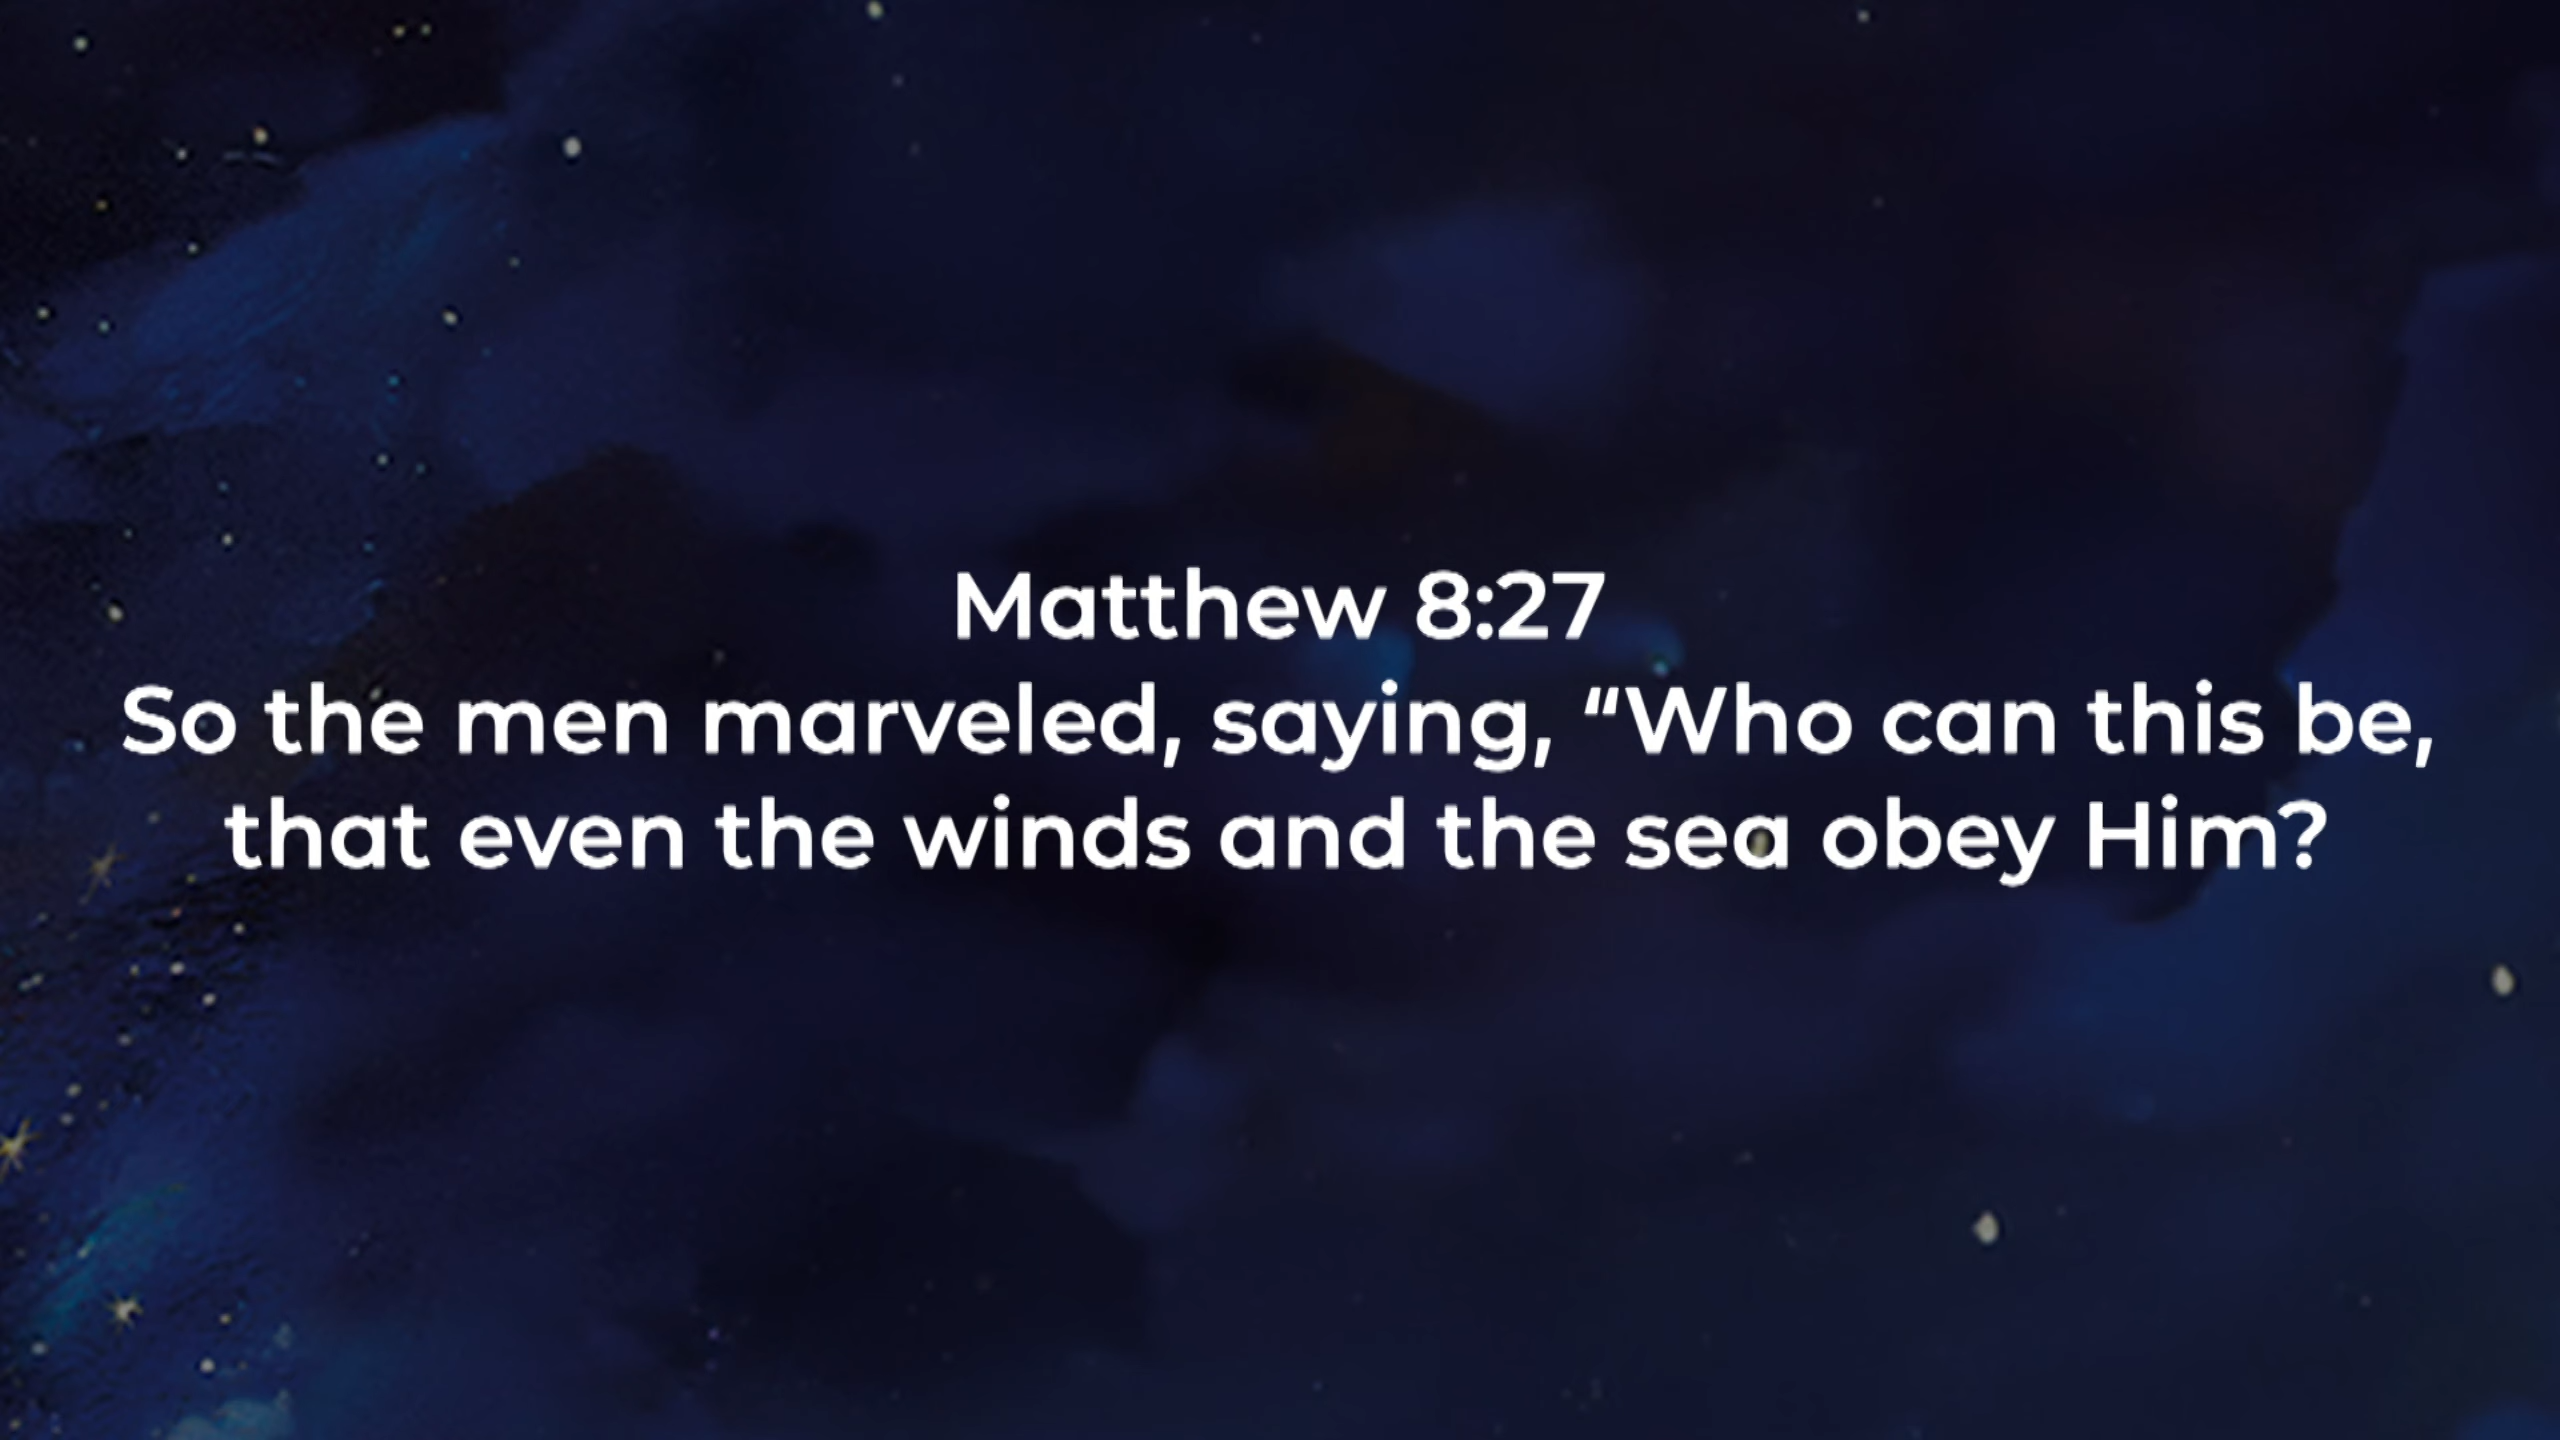 Matthew 8:27
So the men marveled, saying, “Who can this be,
that even the winds and the sea obey Him?